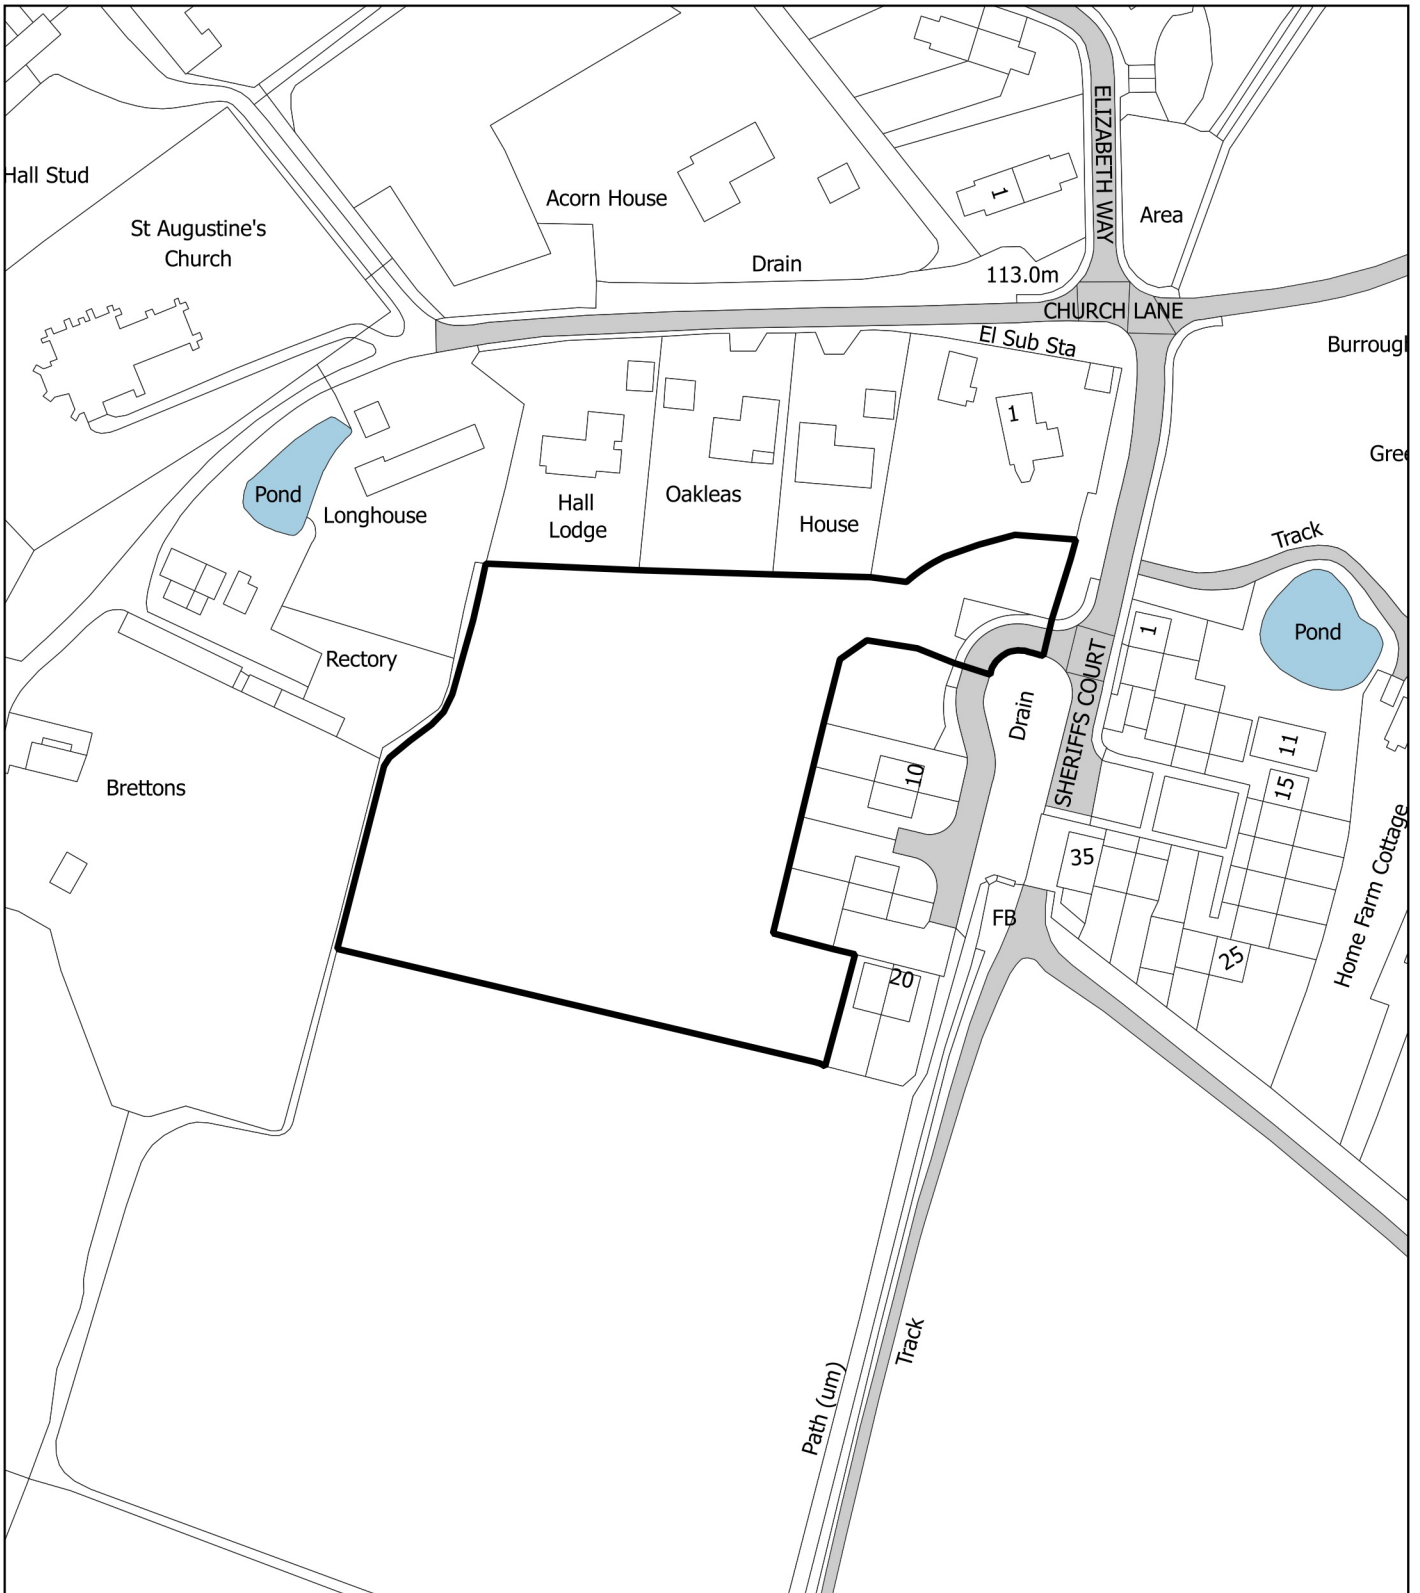 ELIZABETH WAY
Hall Stud
1
Acorn House
Area
St Augustine's
Church
Drain
113.0m
CHURCH LANE
El Sub Sta
Burrough
1
Gree
Pond
Longhouse
Hall
Lodge
Oakleas
House
Track
1
Pond
Rectory
SHERIFFS COURT
Drain
11
10
15
Brettons
35
Home Farm Cottage
FB
25
20
Track
Path (um)